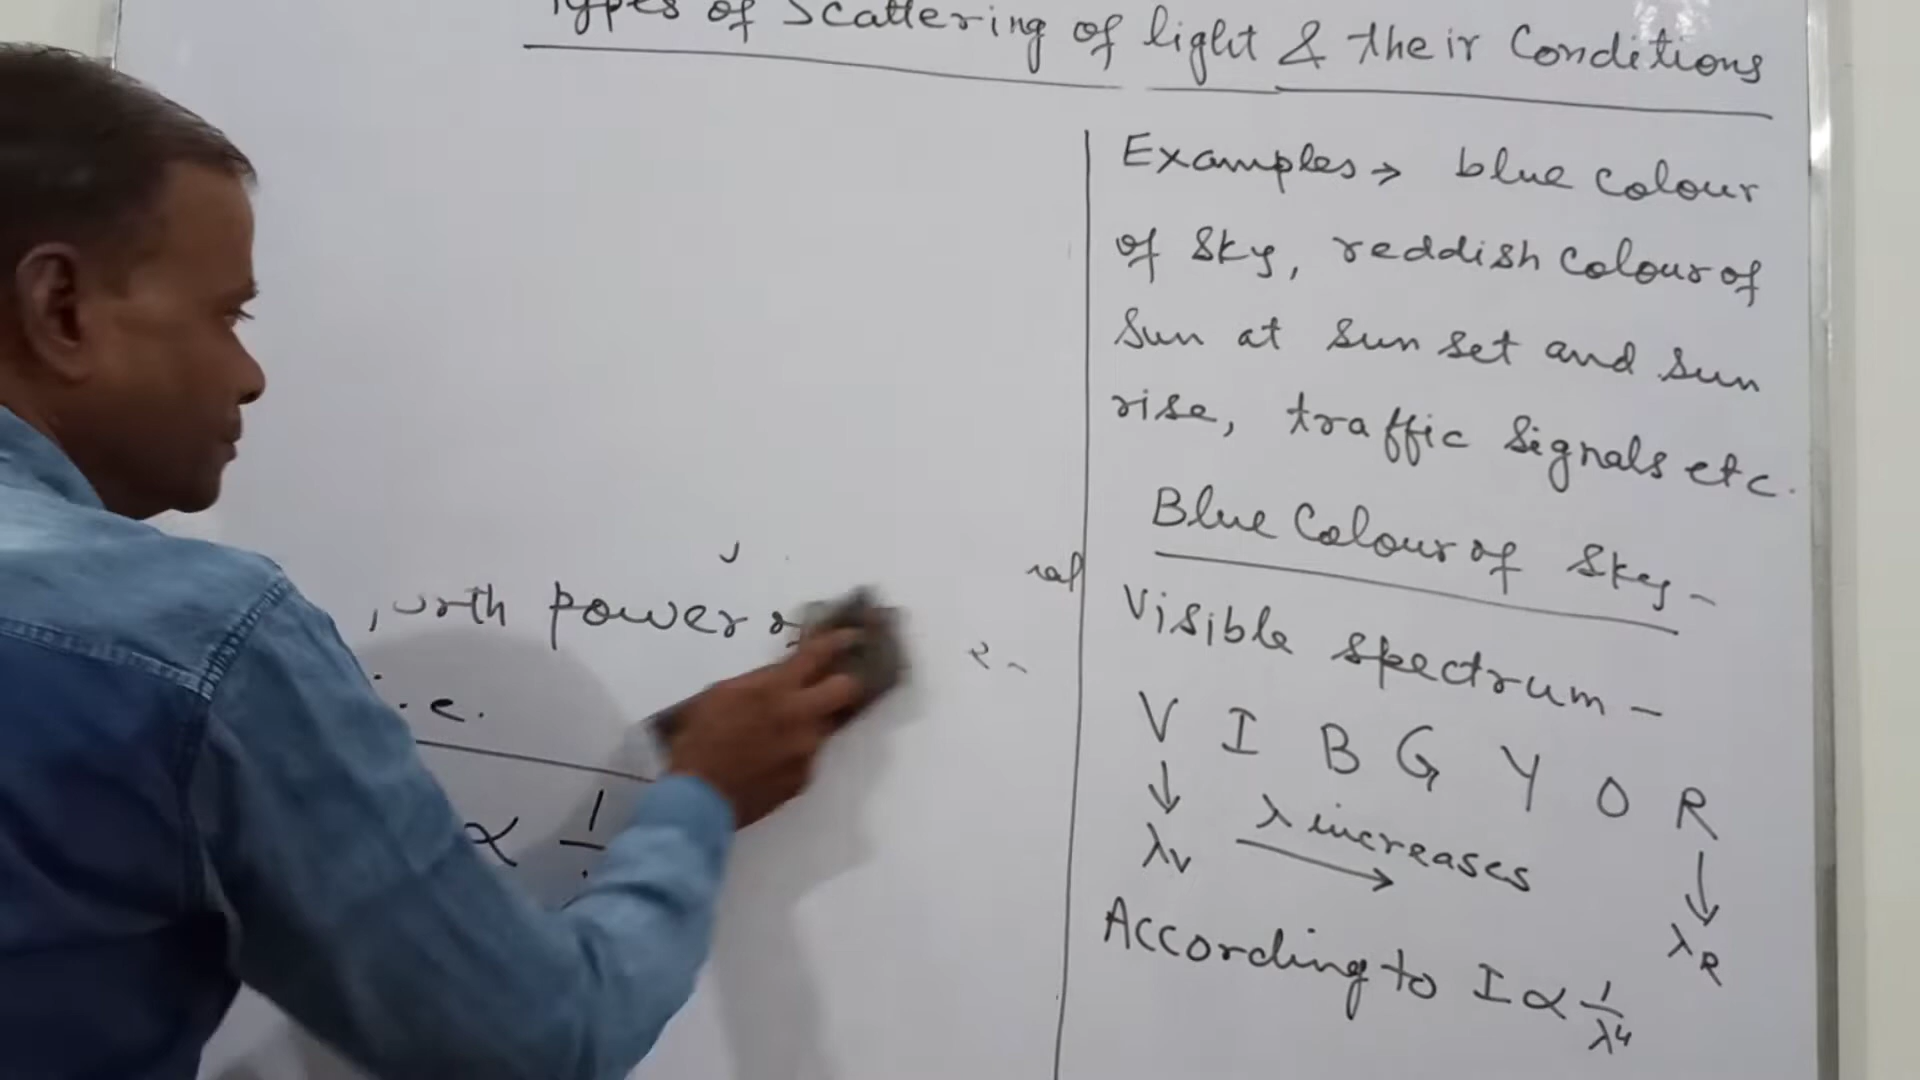 Types of Scattering of light & their Conditions
power
i.e.
∝ 1
Examples → blue colour
of sky, reddish colour of
Sun at sun set and sun
rise, traffic signals etc.
Blue Colour of Sky -
Visible spectrum -
V I B G Y O R
↓ λ increases ↓
λv → λR
According to I ∝ 1/λ⁴